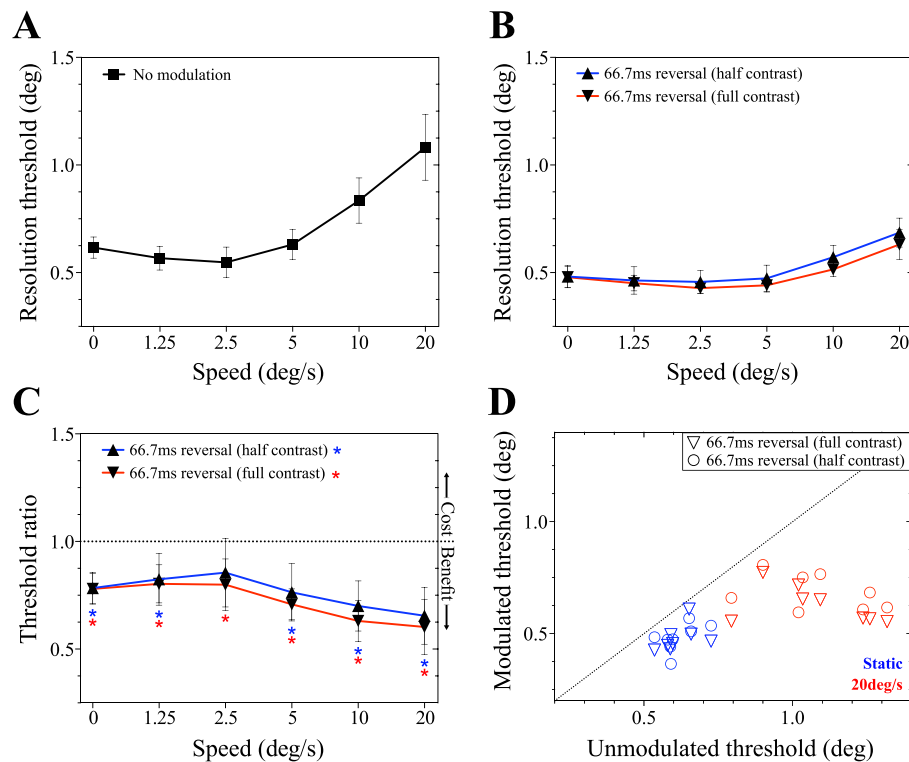 A
Resolution threshold (deg)
1.5
1.0
0.5
No modulation
0 1.25 2.5 5 10 20
Speed (deg/s)
B
Resolution threshold (deg)
1.5
1.0
0.5
66.7ms reversal (half contrast)
66.7ms reversal (full contrast)
0 1.25 2.5 5 10 20
Speed (deg/s)
C
Threshold ratio
1.5
1.0
0.5
66.7ms reversal (half contrast) *
66.7ms reversal (full contrast) *
Cost
Benefit
* * * * *
* * * * * *
0 1.25 2.5 5 10 20
Speed (deg/s)
D
Modulated threshold (deg)
1.0
0.5
66.7ms reversal (full contrast)
66.7ms reversal (half contrast)
Static
20deg/s
0.5 1.0
Unmodulated threshold (deg)